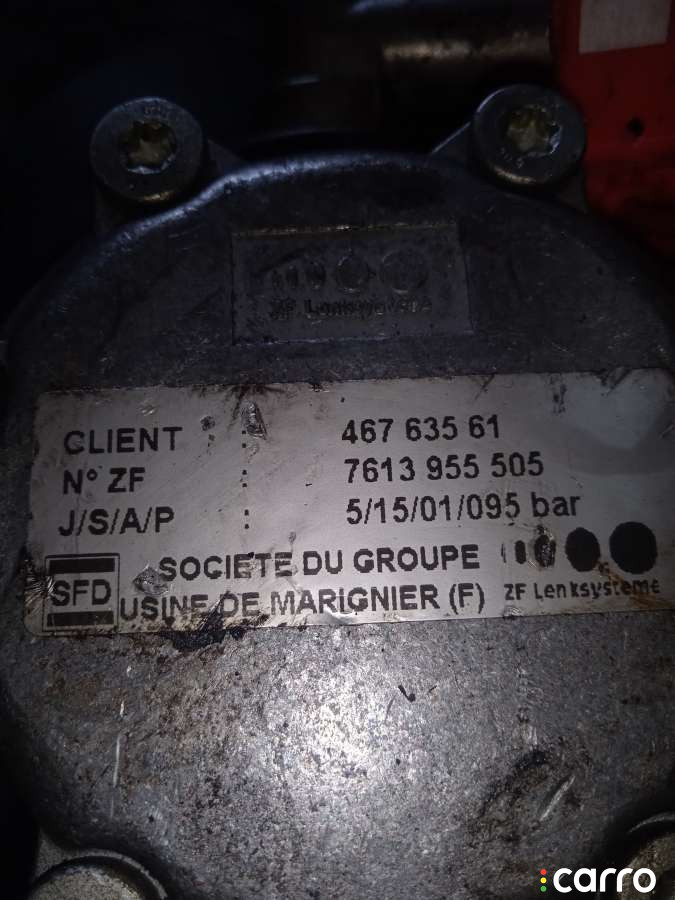 ZF Lenksysteme
CLIENT : 467 635 61
N° ZF : 7613 955 505
J/S/A/P : 5/15/01/095 bar
SFD
SOCIETE DU GROUPE
USINE DE MARIGNIER (F)
ZF Lenksysteme
carro